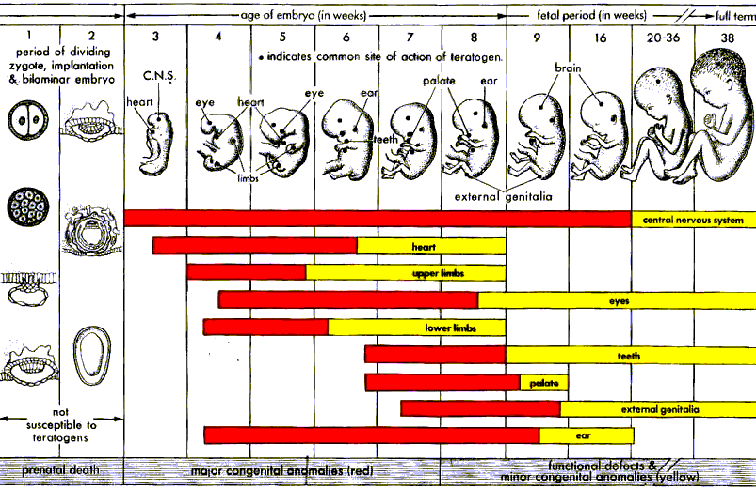 age of embryo (in weeks)
fetal period (in weeks)
full term
1 2 3 4 5 6 7 8 9 16 20-36 38
period of dividing
zygote, implantation
& bilaminar embryo
• indicates common site of action of teratogen.
C.N.S.
heart
eye
heart
limbs
eye
ear
teeth
palate
ear
external genitalia
brain
central nervous system
heart
upper limbs
eyes
lower limbs
teeth
palate
external genitalia
ear
not
susceptible to
teratogens
prenatal death
major congenital anomalies (red)
functional defects &
minor congenital anomalies (yellow)